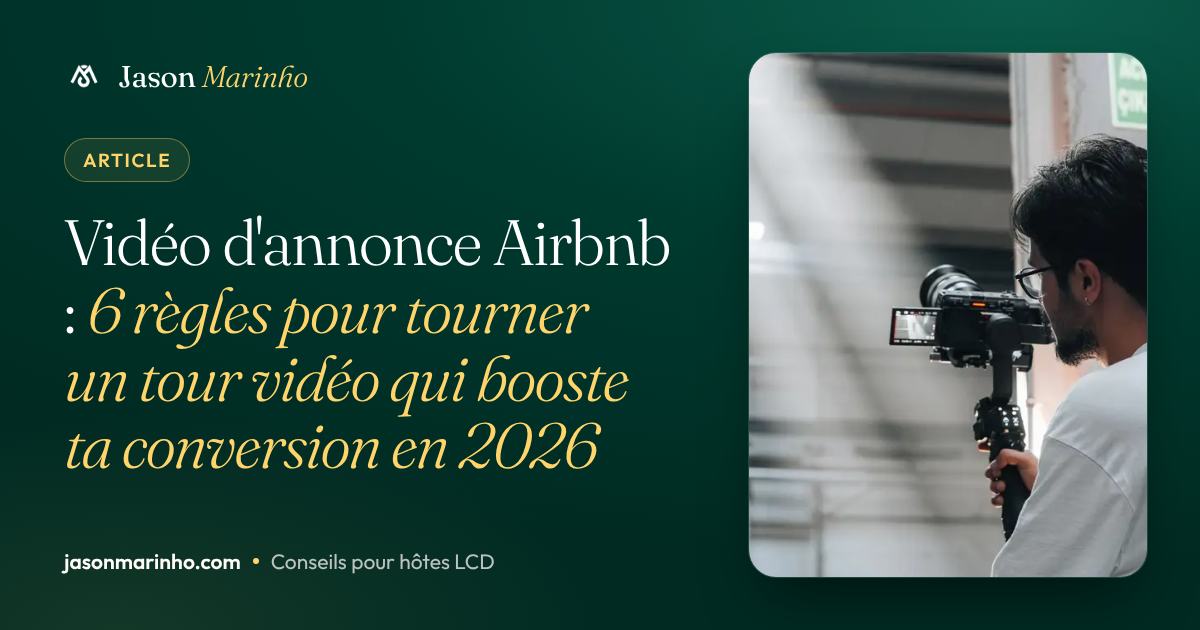 Jason Marinho
ARTICLE
Vidéo d'annonce Airbnb
: 6 règles pour tourner
un tour vidéo qui booste
ta conversion en 2026
jasonmarinho.com • Conseils pour hôtes LCD